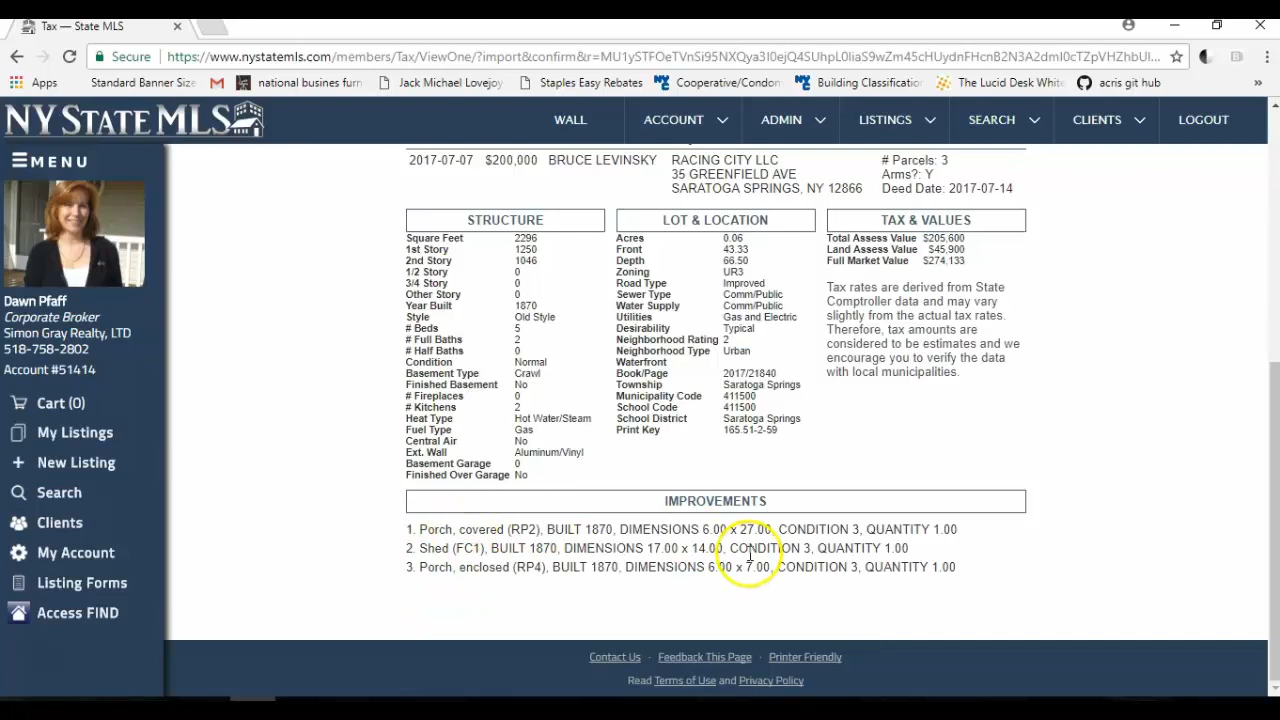 Tax — State MLS
Secure https://www.nystatemls.com/members/Tax/ViewOne/?import&confirm&r=
Apps Standard Banner Size national busines furn Jack Michael Lovejoy Staples Easy Rebates Cooperative/Condon Building Classification The Lucid Desk White acris git hub »
NY STATE MLS WALL ACCOUNT ADMIN LISTINGS SEARCH CLIENTS LOGOUT
MENU
Dawn Pfaff
Corporate Broker
Simon Gray Realty, LTD
518-758-2802
Account #51414
Cart (0)
My Listings
New Listing
Search
Clients
My Account
Listing Forms
Access FIND
2017-07-07 $200,000 BRUCE LEVINSKY RACING CITY LLC # Parcels: 3
35 GREENFIELD AVE Arms?: Y
SARATOGA SPRINGS, NY 12866 Deed Date: 2017-07-14
STRUCTURE
Square Feet 2296
1st Story 1250
2nd Story 1046
1/2 Story 0
3/4 Story 0
Other Story 0
Year Built 1870
Style Old Style
# Beds 5
# Full Baths 2
# Half Baths 0
Condition Normal
Basement Type Crawl
Finished Basement No
# Fireplaces 0
# Kitchens 2
Heat Type Hot Water/Steam
Fuel Type Gas
Central Air No
Ext. Wall Aluminum/Vinyl
Basement Garage 0
Finished Over Garage No
LOT & LOCATION
Acres 0.06
Front 43.33
Depth 66.50
Zoning UR3
Road Type Improved
Sewer Type Comm/Public
Water Supply Comm/Public
Utilities Gas and Electric
Desirability Typical
Neighborhood Rating 2
Neighborhood Type Urban
Waterfront
Book/Page 2017/21840
Township Saratoga Springs
Municipality Code 411500
School Code 411500
School District Saratoga Springs
Print Key 165.51-2-59
TAX & VALUES
Total Assess Value $205,600
Land Assess Value $45,900
Full Market Value $274,133
Tax rates are derived from State
Comptroller data and may vary
slightly from the actual tax rates.
Therefore, tax amounts are
considered to be estimates and we
encourage you to verify the data
with local municipalities.
IMPROVEMENTS
1. Porch, covered (RP2), BUILT 1870, DIMENSIONS 6.00 x 27.00, CONDITION 3, QUANTITY 1.00
2. Shed (FC1), BUILT 1870, DIMENSIONS 17.00 x 14.00, CONDITION 3, QUANTITY 1.00
3. Porch, enclosed (RP4), BUILT 1870, DIMENSIONS 6.00 x 7.00, CONDITION 3, QUANTITY 1.00
Contact Us - Feedback This Page · Printer Friendly
Read Terms of Use and Privacy Policy